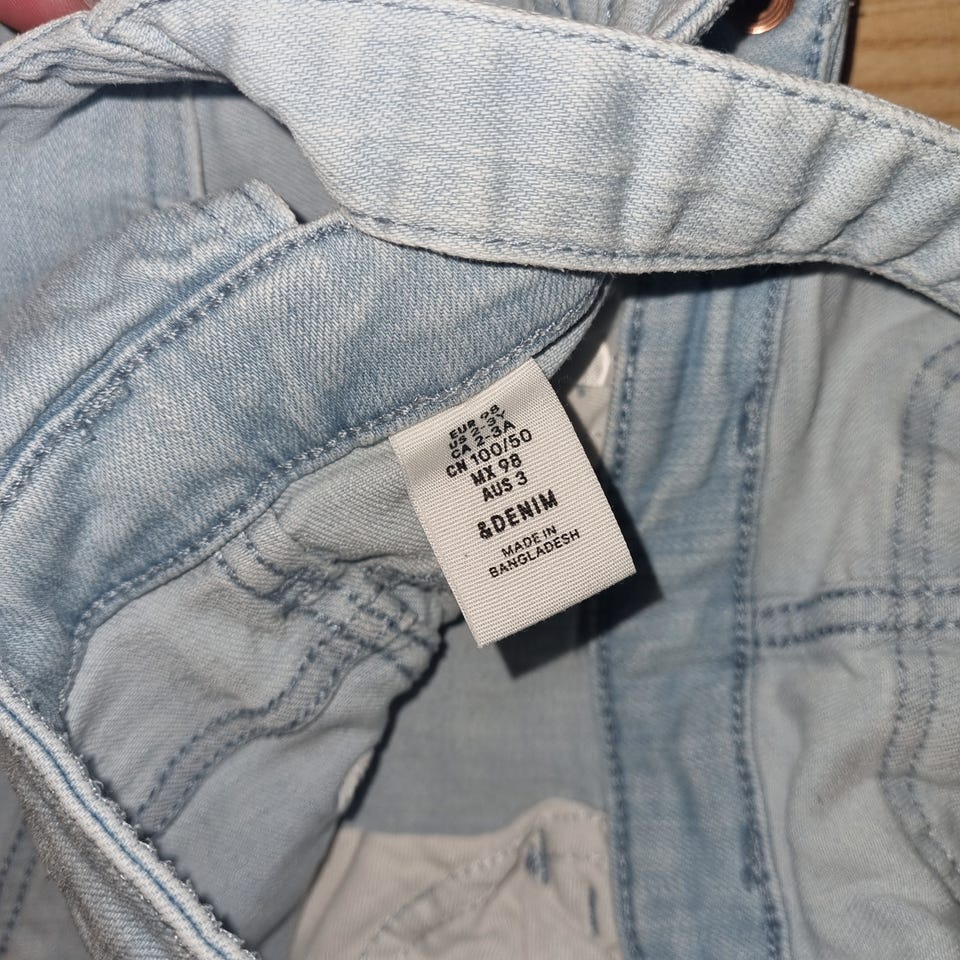 EUR 98
US 2-3Y
CA 2-3A
CN 100/50
MX 98
AUS 3
&DENIM
MADE IN
BANGLADESH